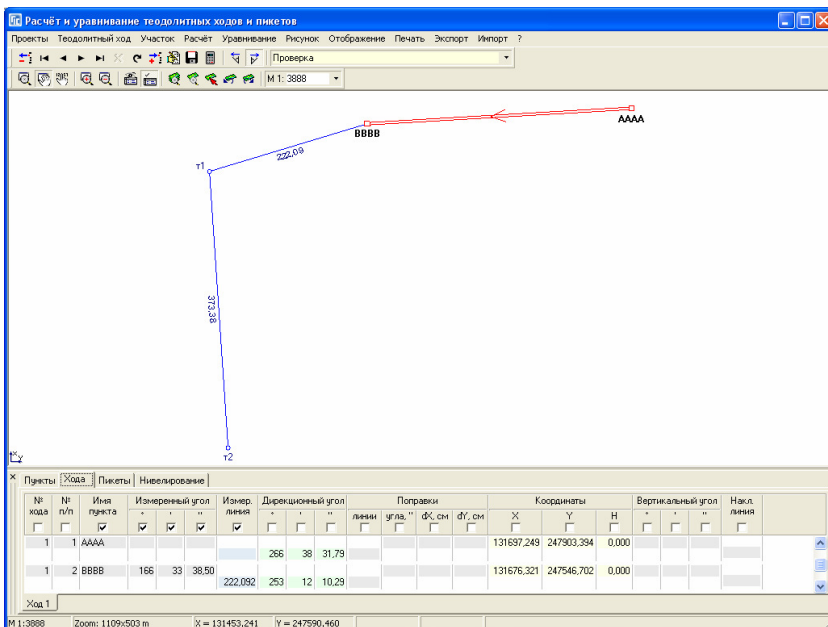 Расчёт и уравнивание теодолитных ходов и пикетов
Проекты Теодолитный ход Участок Расчёт Уравнивание Рисунок Отображение Печать Экспорт Импорт ?
Проверка
М 1: 3888
AAAA
BBBB
222,09
т1
373,38
т2
x
y
Пункты Хода Пикеты Нивелирование
№ хода № п/п Имя пункта Измеренный угол ° ' " Измер. линия Дирекционный угол ° ' " Поправки линии угла, " dX, см dY, см Координаты X Y H Вертикальный угол ° ' " Накл. линия
1 1 AAAA 131697,249 247903,394 0,000
266 38 31,79
1 2 BBBB 166 33 38,50 131676,321 247546,702 0,000
222,092 253 12 10,29
Ход 1
М 1:3888 Zoom: 1109x503 m X = 131453,241 Y = 247590,460